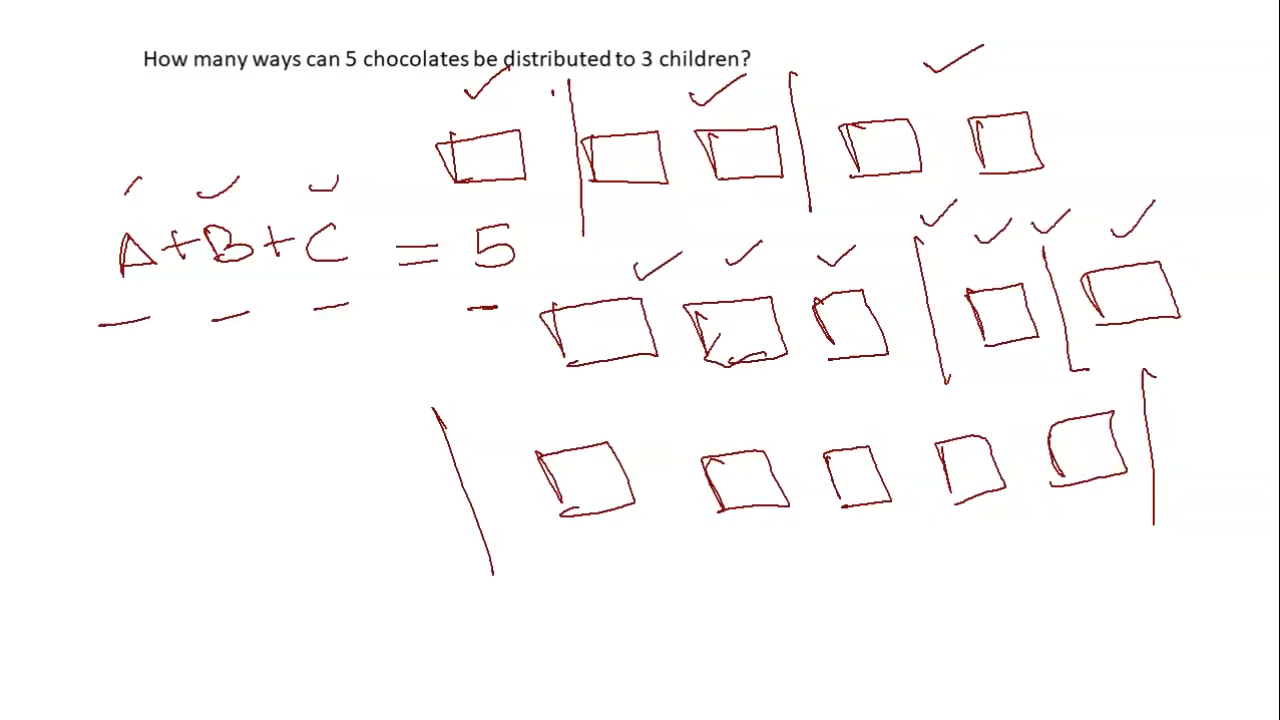 How many ways can 5 chocolates be distributed to 3 children?
A+B+C = 5